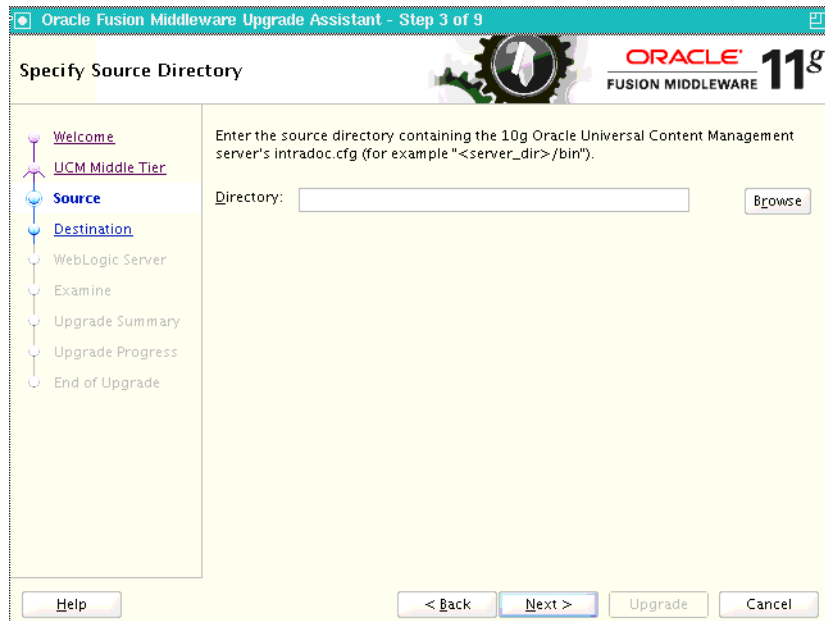 Oracle Fusion Middleware Upgrade Assistant - Step 3 of 9
Specify Source Directory
ORACLE
FUSION MIDDLEWARE
11g
Welcome
UCM Middle Tier
Source
Destination
WebLogic Server
Examine
Upgrade Summary
Upgrade Progress
End of Upgrade
Enter the source directory containing the 10g Oracle Universal Content Management
server's intradoc.cfg (for example "<server_dir>/bin").
Directory:
Browse
Help
< Back
Next >
Upgrade
Cancel